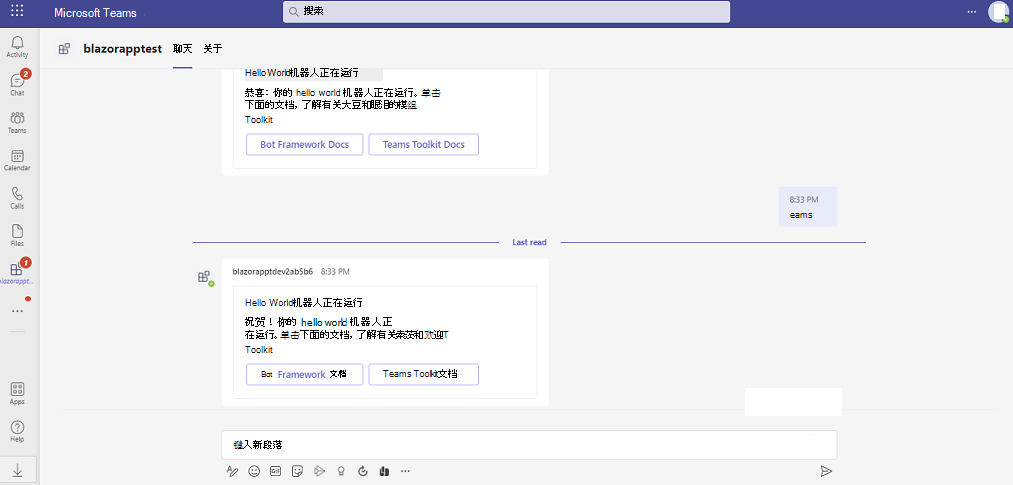 Microsoft Teams
搜索
Activity
2
Chat
Teams
Calendar
Calls
Files
1
blazorappt...
Apps
Help
blazorapptest 聊天 关于
Hello World机器人正在运行
恭喜：你的 hello world 机器人正在运行。单击
下面的文档，了解有关大豆和眼目的模组
Toolkit
Bot Framework Docs Teams Toolkit Docs
8:33 PM
eams
Last read
blazorapptdev2ab5b6 8:33 PM
Hello World机器人正在运行
祝贺！你的 hello world 机器人正
在运行。单击下面的文档，了解有关索茨和欢迎T
Toolkit
Bot Framework 文档 Teams Toolkit文档
键入新段落
GIF